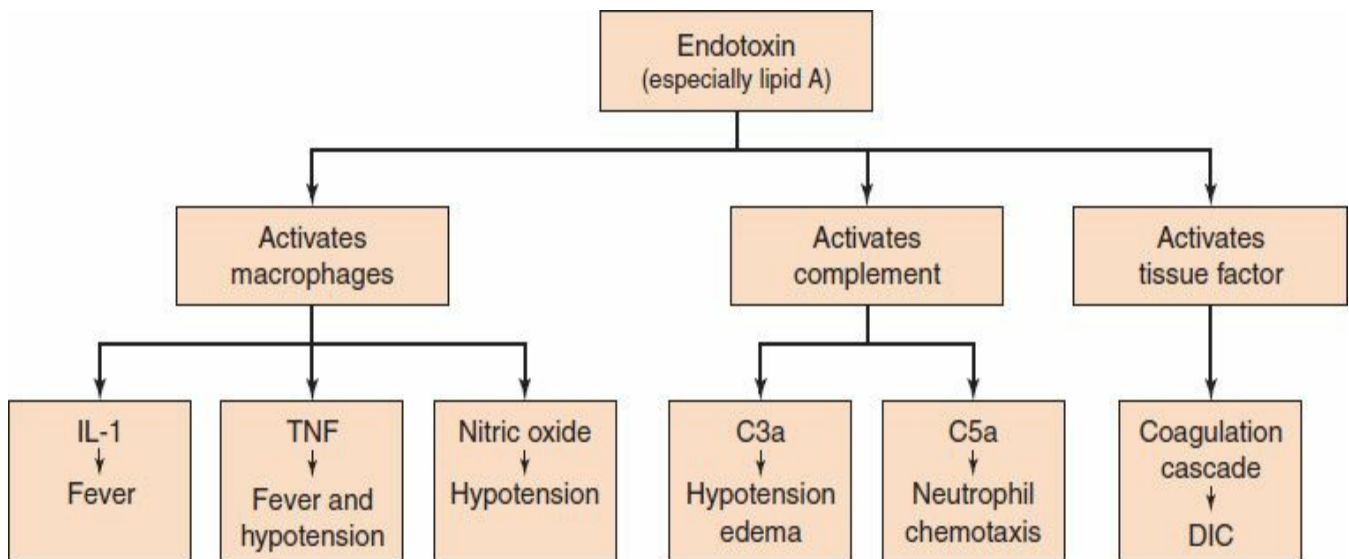 Endotoxin
(especially lipid A)
Activates
macrophages
Activates
complement
Activates
tissue factor
IL-1
Fever
TNF
Fever and
hypotension
Nitric oxide
Hypotension
C3a
Hypotension
edema
C5a
Neutrophil
chemotaxis
Coagulation
cascade
DIC